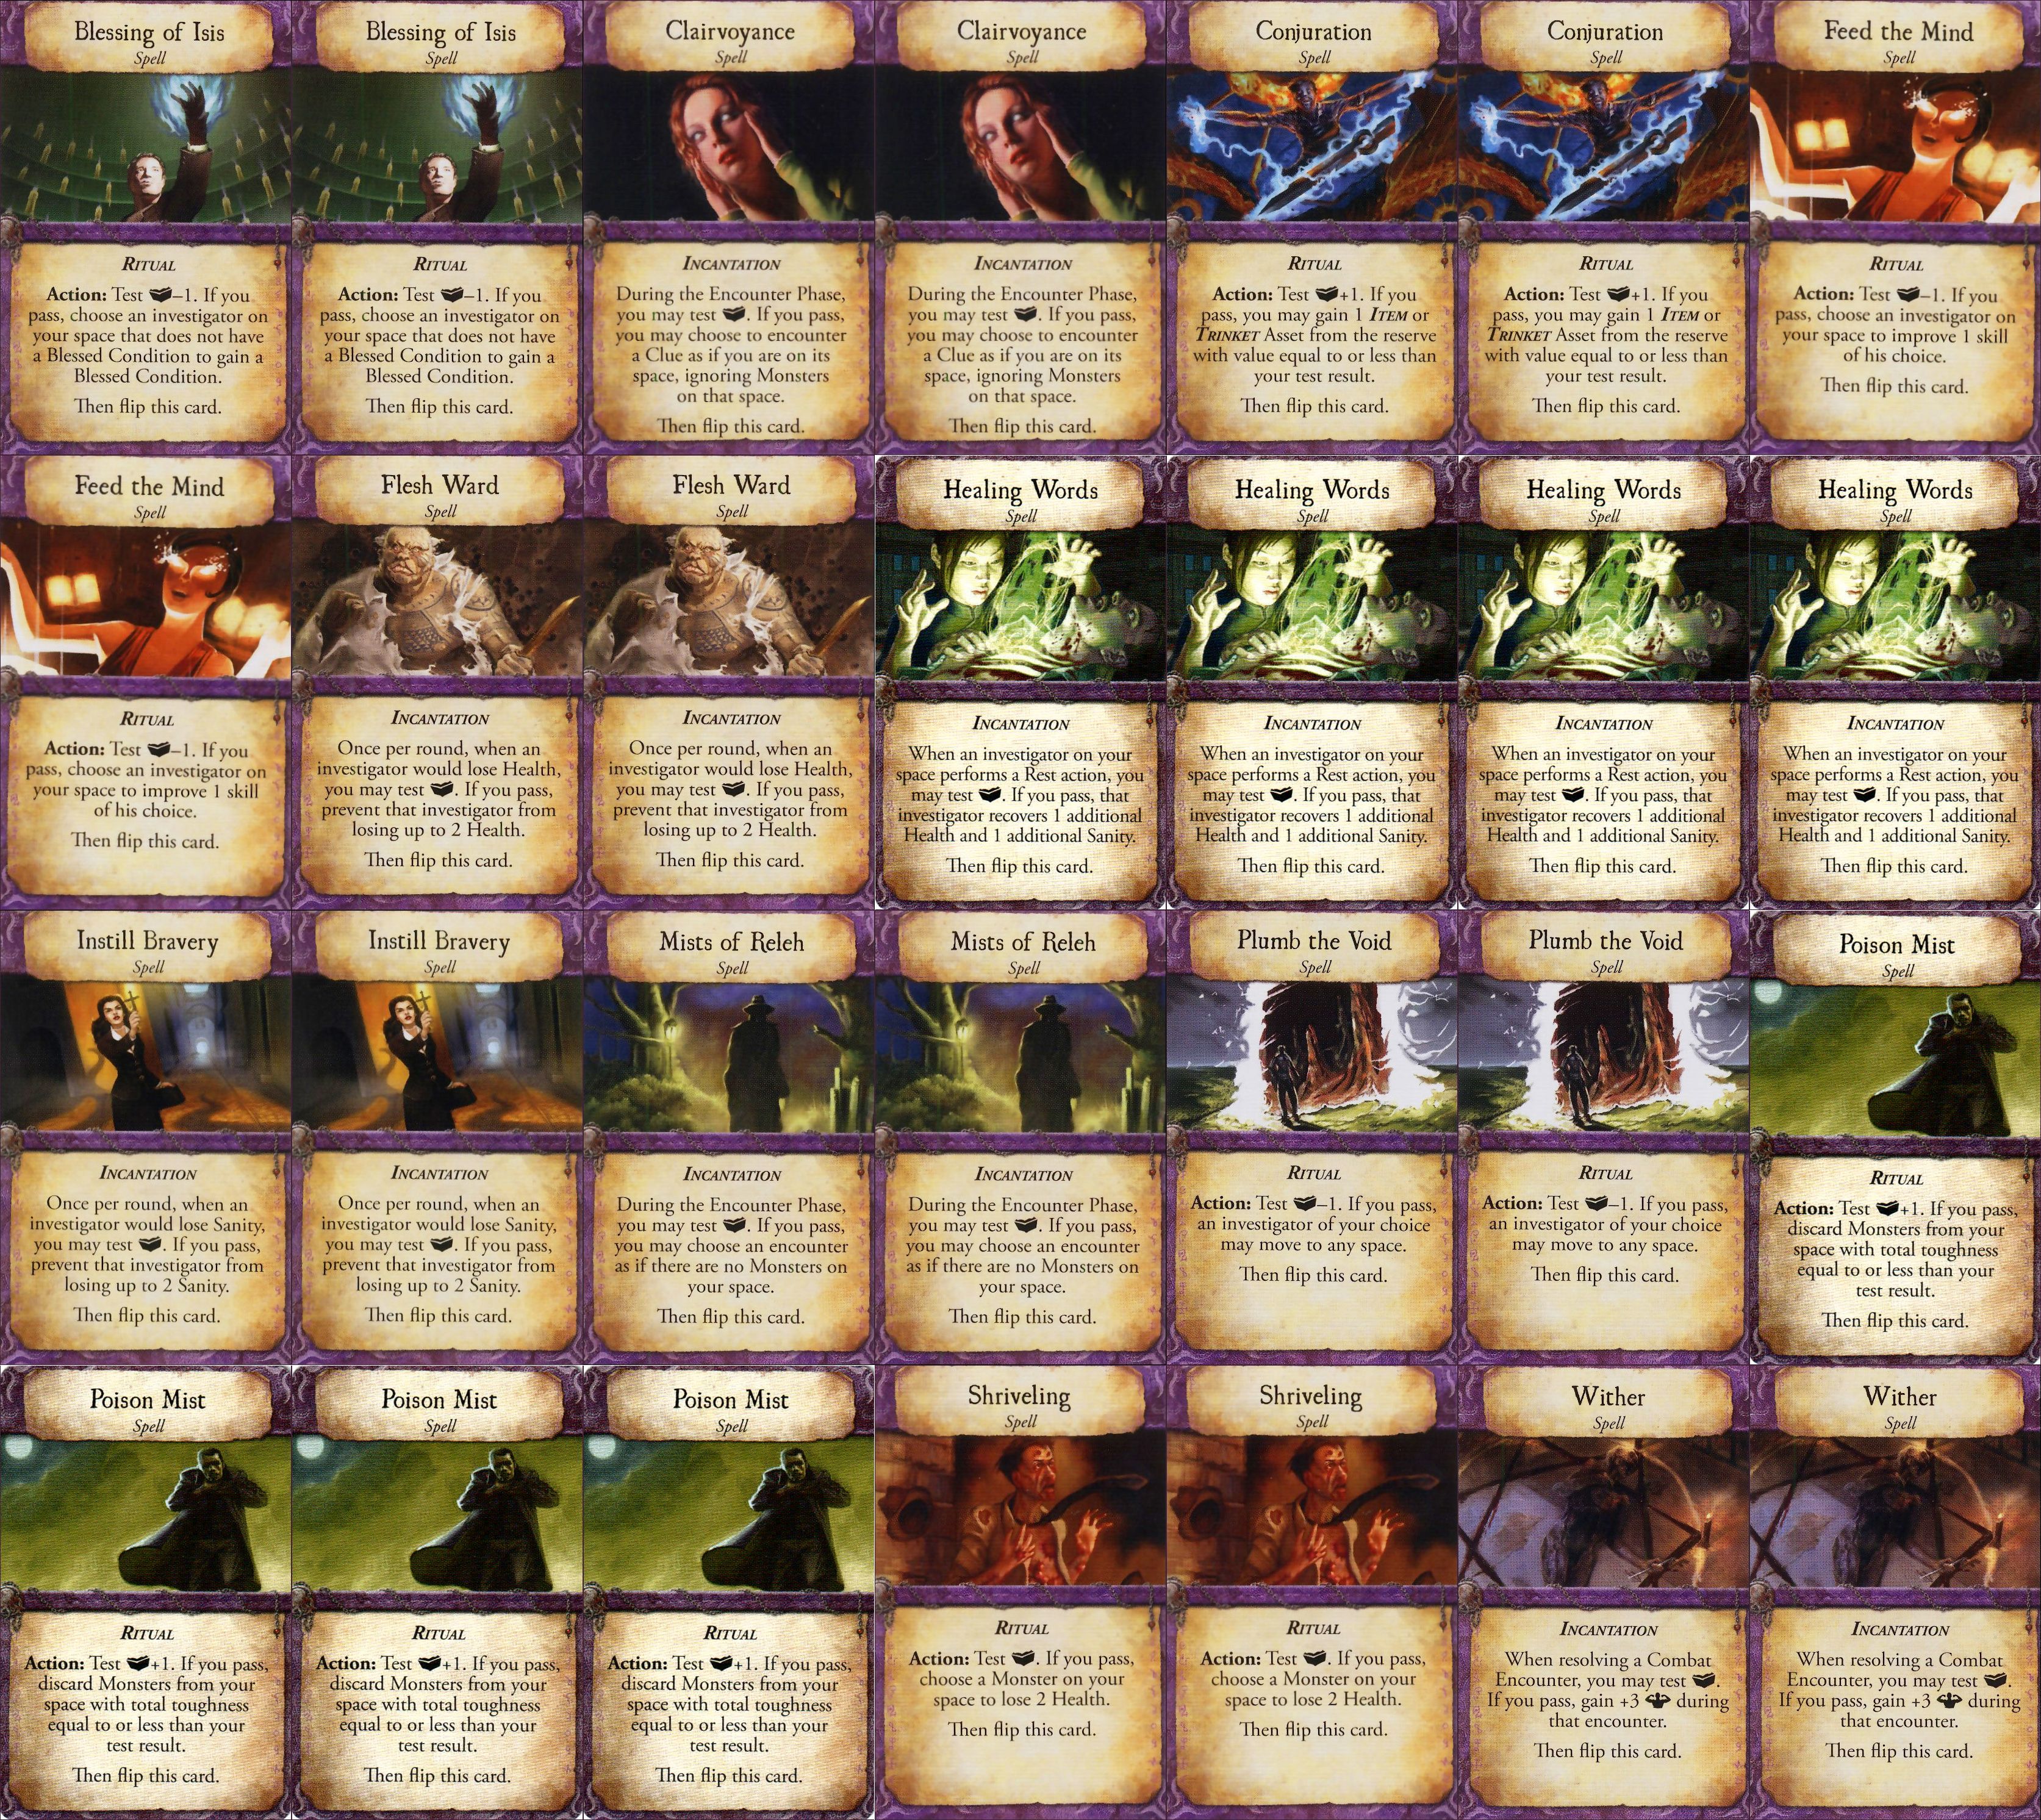 Blessing of Isis
Spell
RITUAL
Action: Test –1. If you
pass, choose an investigator on
your space that does not have
a Blessed Condition to gain a
Blessed Condition.
Then flip this card.
Blessing of Isis
Spell
RITUAL
Action: Test –1. If you
pass, choose an investigator on
your space that does not have
a Blessed Condition to gain a
Blessed Condition.
Then flip this card.
Clairvoyance
Spell
INCANTATION
During the Encounter Phase,
you may test . If you pass,
you may choose to encounter
a Clue as if you are on its
space, ignoring Monsters
on that space.
Then flip this card.
Clairvoyance
Spell
INCANTATION
During the Encounter Phase,
you may test . If you pass,
you may choose to encounter
a Clue as if you are on its
space, ignoring Monsters
on that space.
Then flip this card.
Conjuration
Spell
RITUAL
Action: Test +1. If you
pass, you may gain 1 ITEM or
TRINKET Asset from the reserve
with value equal to or less than
your test result.
Then flip this card.
Conjuration
Spell
RITUAL
Action: Test +1. If you
pass, you may gain 1 ITEM or
TRINKET Asset from the reserve
with value equal to or less than
your test result.
Then flip this card.
Feed the Mind
Spell
RITUAL
Action: Test –1. If you
pass, choose an investigator on
your space to improve 1 skill
of his choice.
Then flip this card.
Feed the Mind
Spell
RITUAL
Action: Test –1. If you
pass, choose an investigator on
your space to improve 1 skill
of his choice.
Then flip this card.
Flesh Ward
Spell
INCANTATION
Once per round, when an
investigator would lose Health,
you may test . If you pass,
prevent that investigator from
losing up to 2 Health.
Then flip this card.
Flesh Ward
Spell
INCANTATION
Once per round, when an
investigator would lose Health,
you may test . If you pass,
prevent that investigator from
losing up to 2 Health.
Then flip this card.
Healing Words
Spell
INCANTATION
When an investigator on your
space performs a Rest action, you
may test . If you pass, that
investigator recovers 1 additional
Health and 1 additional Sanity.
Then flip this card.
Healing Words
Spell
INCANTATION
When an investigator on your
space performs a Rest action, you
may test . If you pass, that
investigator recovers 1 additional
Health and 1 additional Sanity.
Then flip this card.
Healing Words
Spell
INCANTATION
When an investigator on your
space performs a Rest action, you
may test . If you pass, that
investigator recovers 1 additional
Health and 1 additional Sanity.
Then flip this card.
Healing Words
Spell
INCANTATION
When an investigator on your
space performs a Rest action, you
may test . If you pass, that
investigator recovers 1 additional
Health and 1 additional Sanity.
Then flip this card.
Instill Bravery
Spell
INCANTATION
Once per round, when an
investigator would lose Sanity,
you may test . If you pass,
prevent that investigator from
losing up to 2 Sanity.
Then flip this card.
Instill Bravery
Spell
INCANTATION
Once per round, when an
investigator would lose Sanity,
you may test . If you pass,
prevent that investigator from
losing up to 2 Sanity.
Then flip this card.
Mists of Releh
Spell
INCANTATION
During the Encounter Phase,
you may test . If you pass,
you may choose an encounter
as if there are no Monsters on
your space.
Then flip this card.
Mists of Releh
Spell
INCANTATION
During the Encounter Phase,
you may test . If you pass,
you may choose an encounter
as if there are no Monsters on
your space.
Then flip this card.
Plumb the Void
Spell
RITUAL
Action: Test –1. If you pass,
an investigator of your choice
may move to any space.
Then flip this card.
Plumb the Void
Spell
RITUAL
Action: Test –1. If you pass,
an investigator of your choice
may move to any space.
Then flip this card.
Poison Mist
Spell
RITUAL
Action: Test +1. If you pass,
discard Monsters from your
space with total toughness
equal to or less than your
test result.
Then flip this card.
Poison Mist
Spell
RITUAL
Action: Test +1. If you pass,
discard Monsters from your
space with total toughness
equal to or less than your
test result.
Then flip this card.
Poison Mist
Spell
RITUAL
Action: Test +1. If you pass,
discard Monsters from your
space with total toughness
equal to or less than your
test result.
Then flip this card.
Poison Mist
Spell
RITUAL
Action: Test +1. If you pass,
discard Monsters from your
space with total toughness
equal to or less than your
test result.
Then flip this card.
Shriveling
Spell
RITUAL
Action: Test . If you pass,
choose a Monster on your
space to lose 2 Health.
Then flip this card.
Shriveling
Spell
RITUAL
Action: Test . If you pass,
choose a Monster on your
space to lose 2 Health.
Then flip this card.
Wither
Spell
INCANTATION
When resolving a Combat
Encounter, you may test .
If you pass, gain +3 during
that encounter.
Then flip this card.
Wither
Spell
INCANTATION
When resolving a Combat
Encounter, you may test .
If you pass, gain +3 during
that encounter.
Then flip this card.